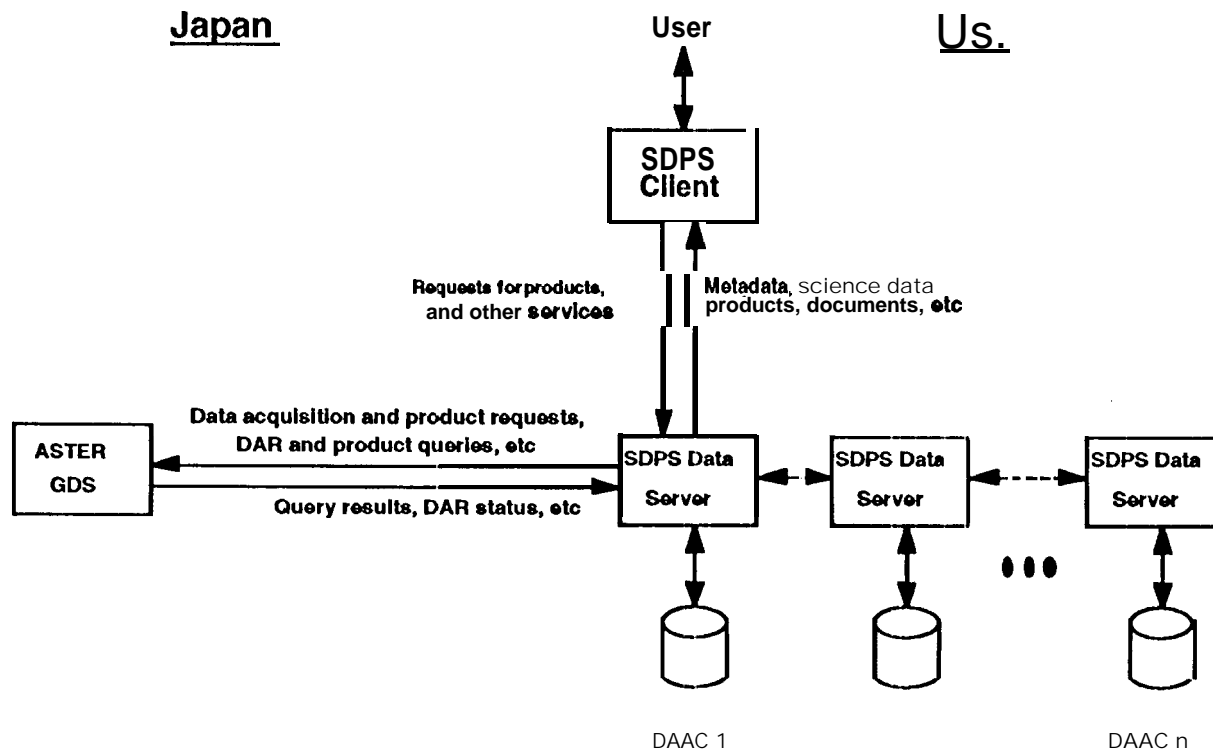 Japan
User
Us.
SDPS
Client
Requests forproducts,
and other services
Metadata, science data
products, documents, etc
Data acquisition and product requests,
DAR and product queries, etc
ASTER
GDS
Query results, DAR status, etc
SDPS Data
Server
SDPS Data
Server
SDPS Data
Server
DAAC 1
DAAC n